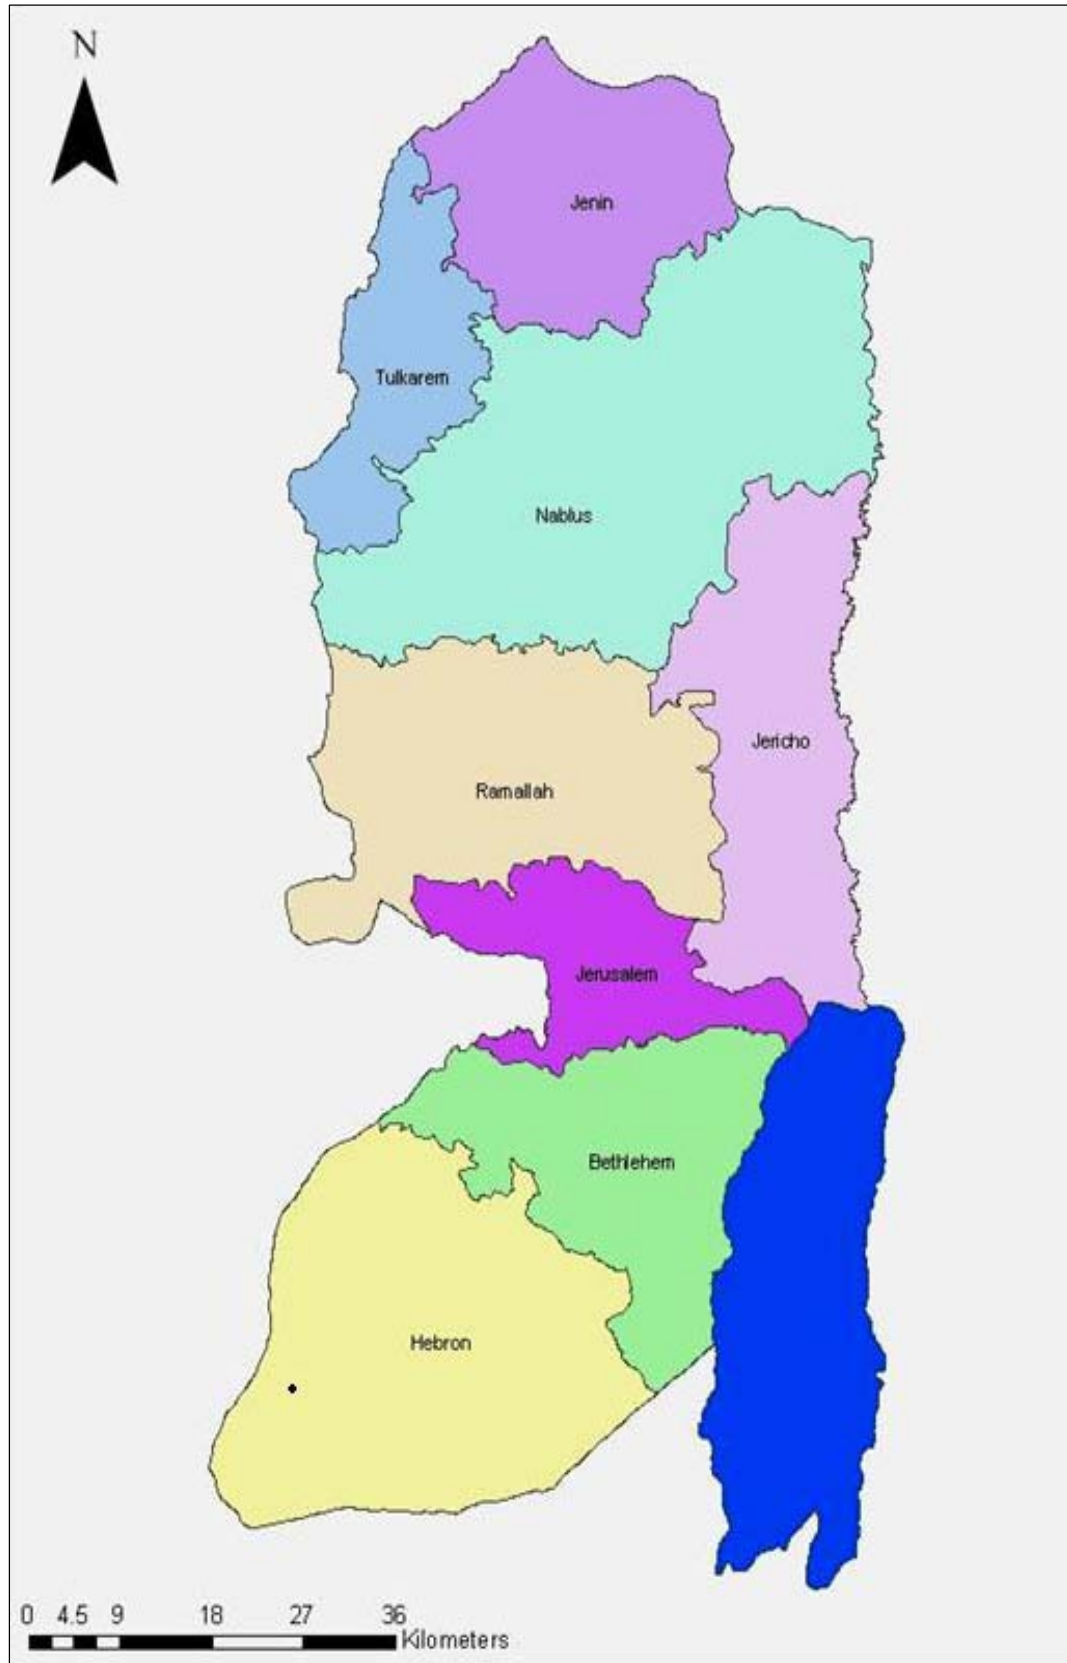 N
Jenin
Tulkarem
Nablus
Jericho
Ramallah
Jerusalem
Bethlehem
Hebron
0 4.5 9 18 27 36
Kilometers